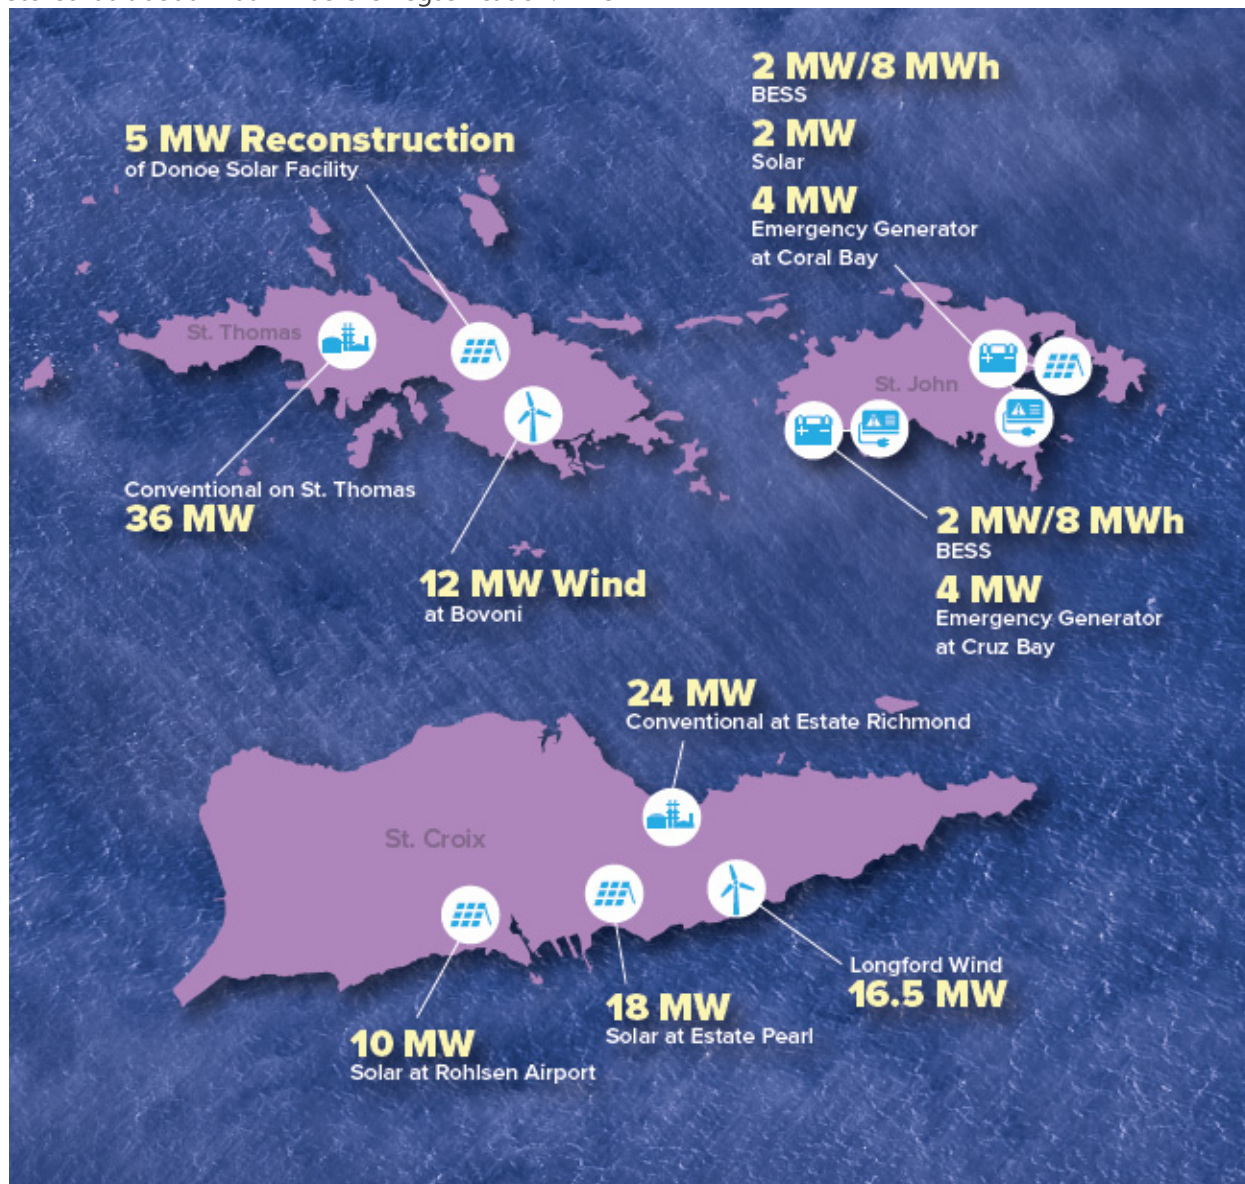 5 MW Reconstruction
of Donoe Solar Facility
2 MW/8 MWh
BESS
2 MW
Solar
4 MW
Emergency Generator
at Coral Bay
St. Thomas
St. John
Conventional on St. Thomas
36 MW
12 MW Wind
at Bovoni
2 MW/8 MWh
BESS
4 MW
Emergency Generator
at Cruz Bay
24 MW
Conventional at Estate Richmond
St. Croix
Longford Wind
16.5 MW
18 MW
Solar at Estate Pearl
10 MW
Solar at Rohlsen Airport